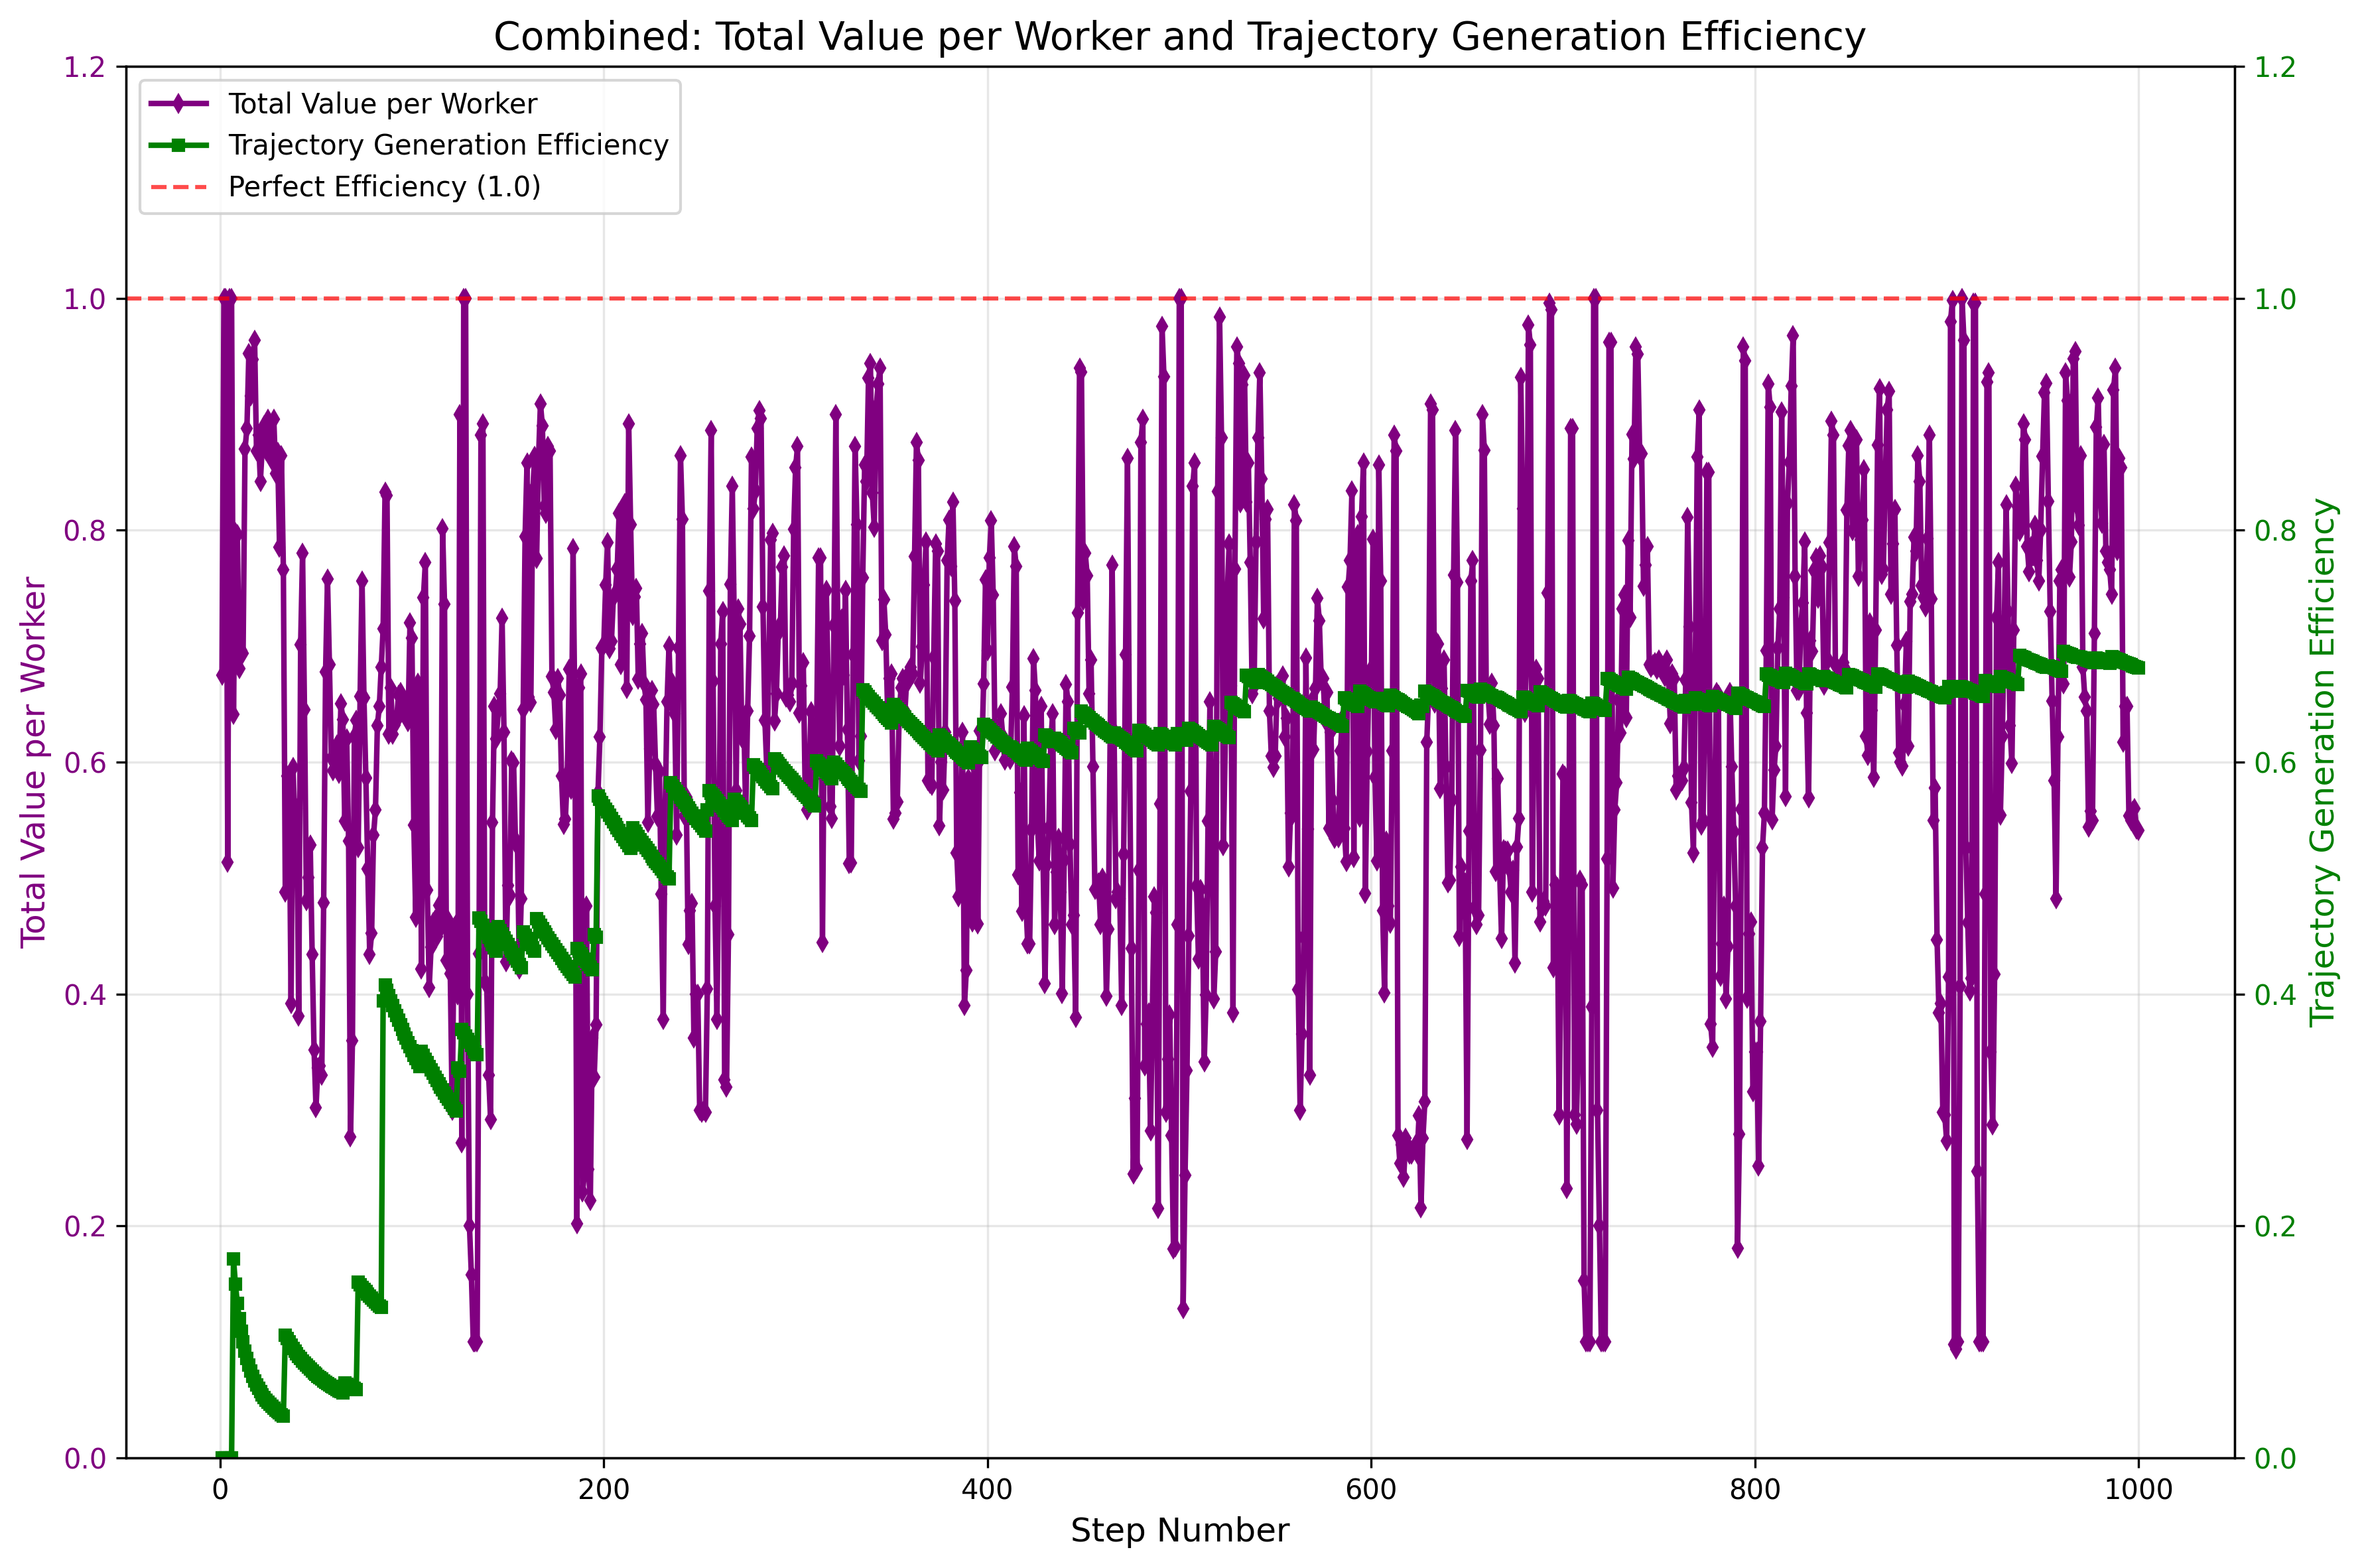 Combined: Total Value per Worker and Trajectory Generation Efficiency
Total Value per Worker
Trajectory Generation Efficiency
Perfect Efficiency (1.0)
Total Value per Worker
1.2
1.0
0.8
0.6
0.4
0.2
0.0
0
200
400
600
800
1000
Step Number
1.2
1.0
0.8
0.6
0.4
0.2
0.0
Trajectory Generation Efficiency